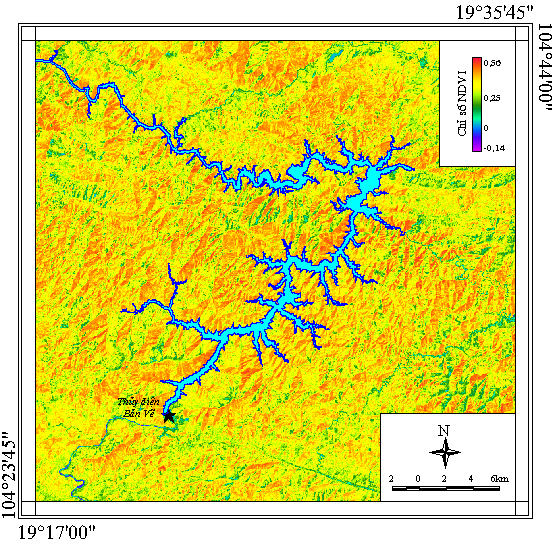 19°35'45"
104°44'00"
Chỉ số NDVI
0,56
0,25
0
-0,14
Thủy điện
Bản Vẽ
N
2 0 2 4 6km
104°23'45"
19°17'00"